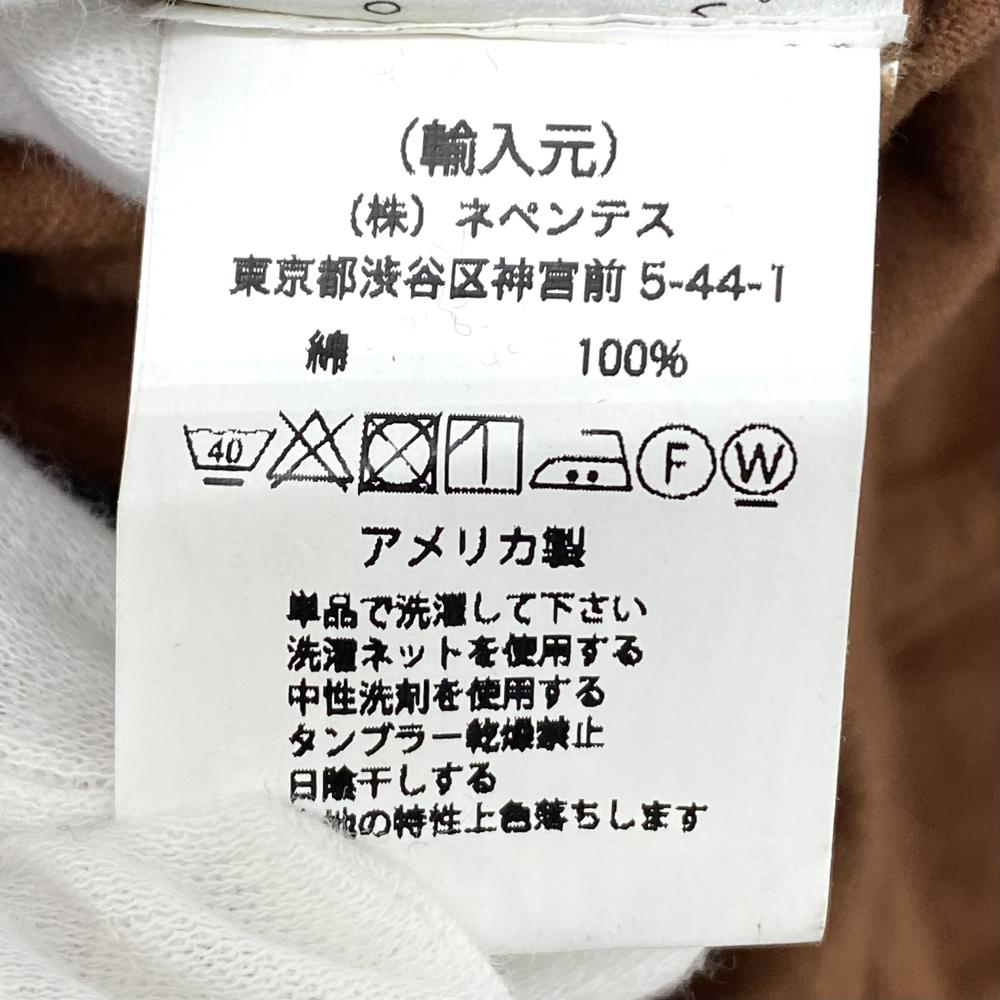 (輸入元)
(株) ネペンテス
東京都渋谷区神宮前 5-44-1
綿 100%
40 F W
アメリカ製
単品で洗濯して下さい
洗濯ネットを使用する
中性洗剤を使用する
タンブラー乾燥禁止
日陰干しする
地の特性上色落ちします